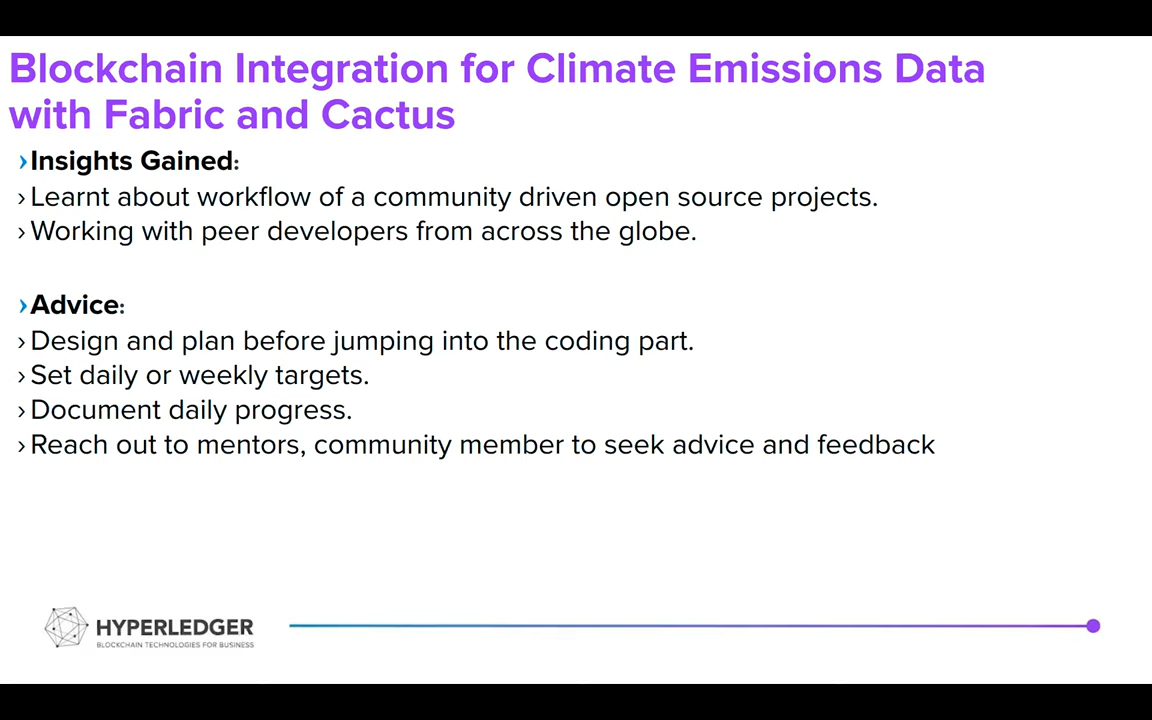 Blockchain Integration for Climate Emissions Data
with Fabric and Cactus
›Insights Gained:
›Learnt about workflow of a community driven open source projects.
›Working with peer developers from across the globe.
›Advice:
›Design and plan before jumping into the coding part.
›Set daily or weekly targets.
›Document daily progress.
›Reach out to mentors, community member to seek advice and feedback
HYPERLEDGER
BLOCKCHAIN TECHNOLOGIES FOR BUSINESS